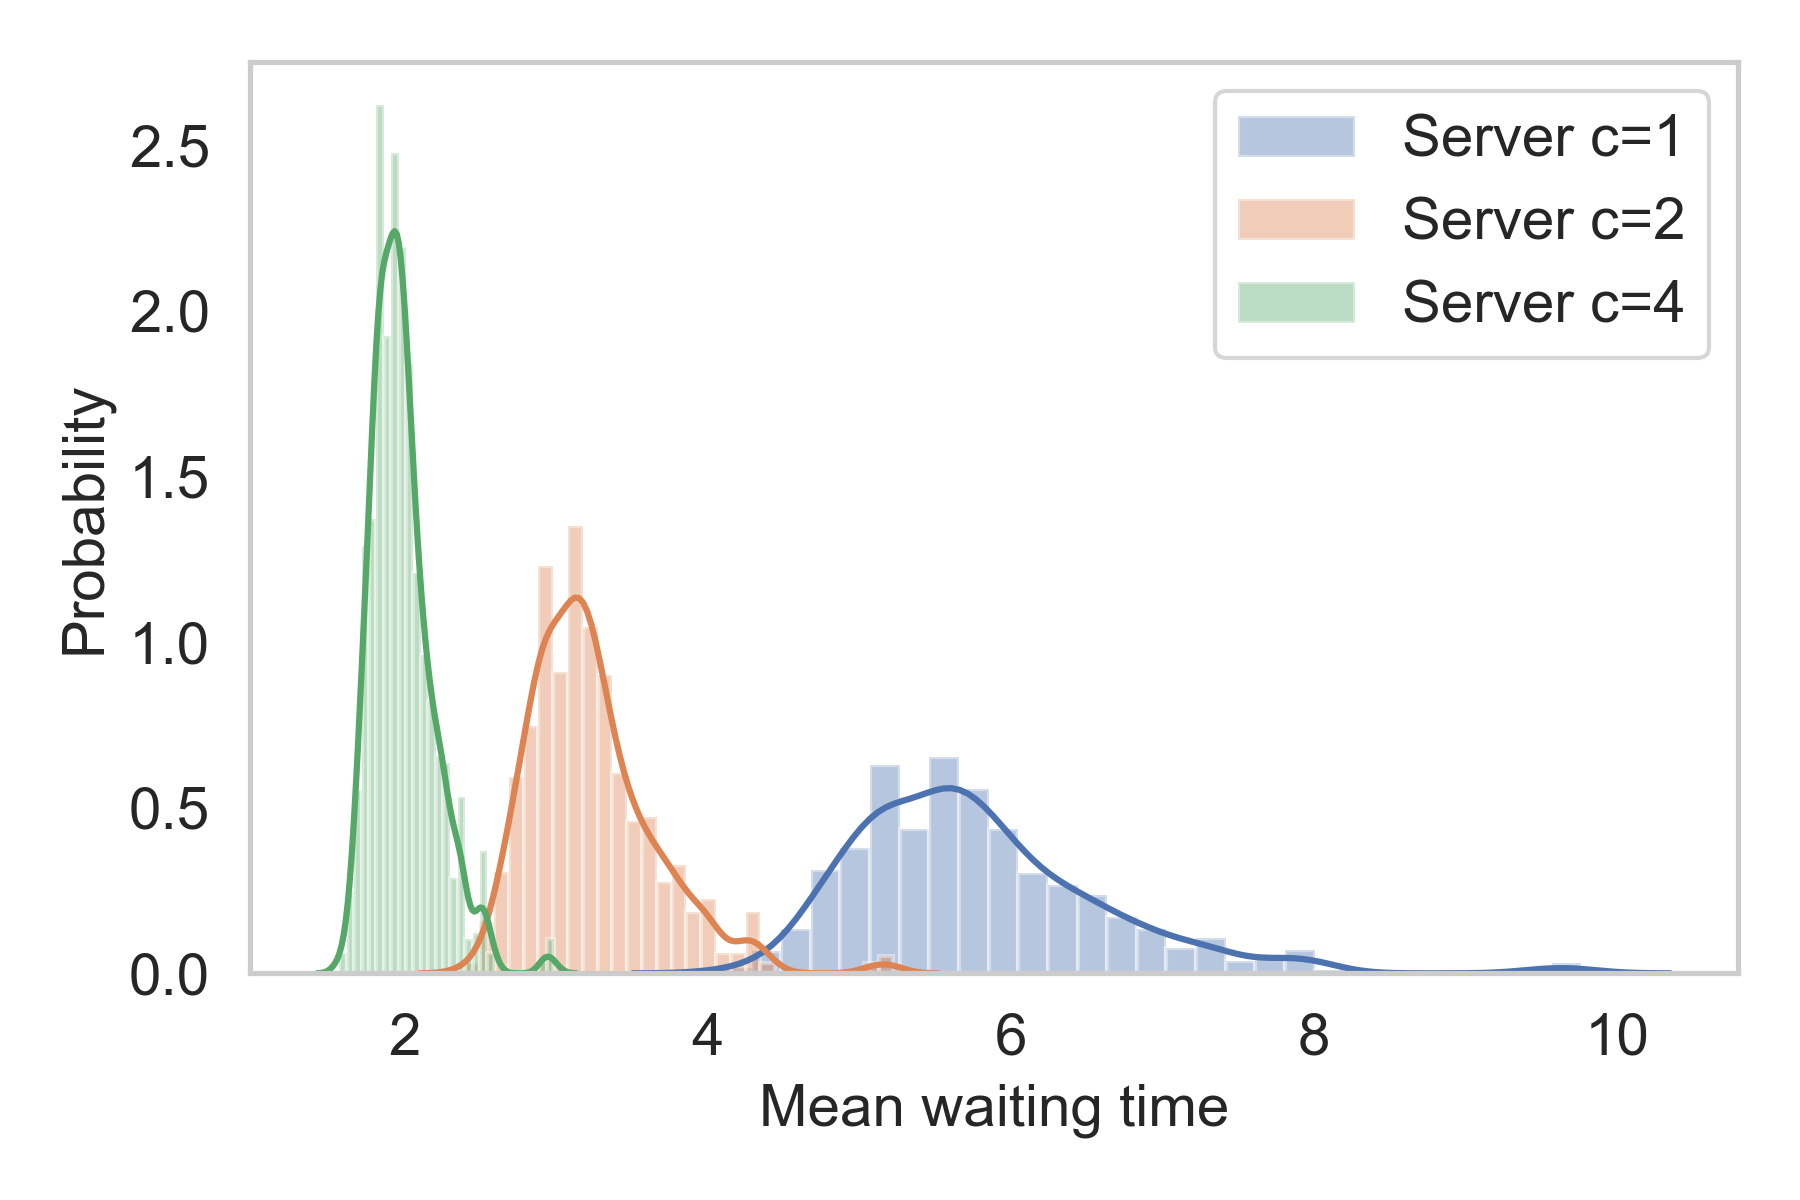 Server c=1
Server c=2
Server c=4
Probability
2.5
2.0
1.5
1.0
0.5
0.0
2 4 6 8 10
Mean waiting time